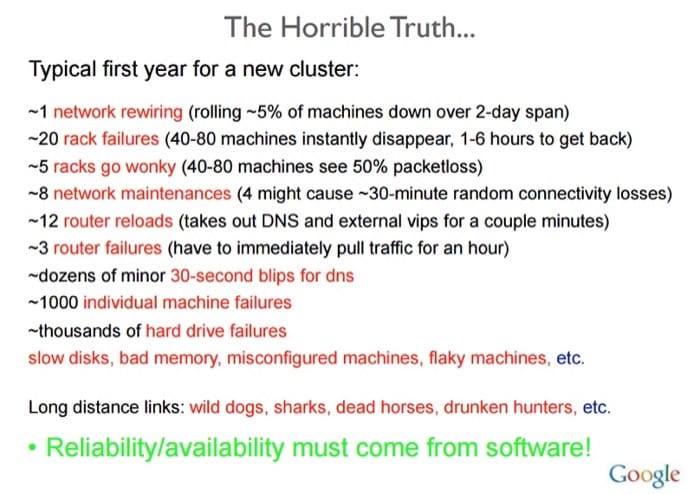 The Horrible Truth...
Typical first year for a new cluster:
~1 network rewiring (rolling ~5% of machines down over 2-day span)
~20 rack failures (40-80 machines instantly disappear, 1-6 hours to get back)
~5 racks go wonky (40-80 machines see 50% packetloss)
~8 network maintenances (4 might cause ~30-minute random connectivity losses)
~12 router reloads (takes out DNS and external vips for a couple minutes)
~3 router failures (have to immediately pull traffic for an hour)
~dozens of minor 30-second blips for dns
~1000 individual machine failures
~thousands of hard drive failures
slow disks, bad memory, misconfigured machines, flaky machines, etc.
Long distance links: wild dogs, sharks, dead horses, drunken hunters, etc.
• Reliability/availability must come from software!
Google